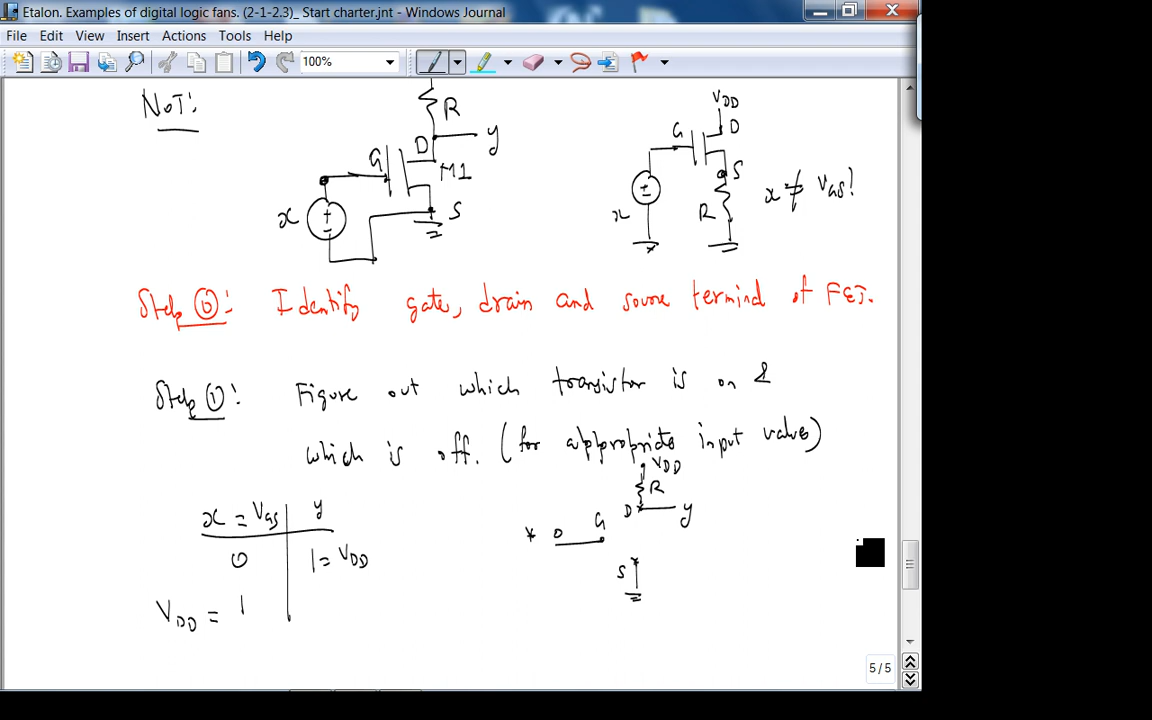 Etalon. Examples of digital logic fans. (2-1-2.3)_ Start charter.jnt - Windows Journal
File Edit View Insert Actions Tools Help
100%
NOT:
R
D
y
G
M1
x
S
VDD
G
D
S
x
R
x ≠ VGS!
Step ⓪: Identify gate, drain and source terminal of FET.
Step ①: Figure out which transistor is on &
which is off. (for appropriate input values)
x = VGS y
0 1 = VDD
VDD = 1
VDD
R
D
y
0 G
S
5/5